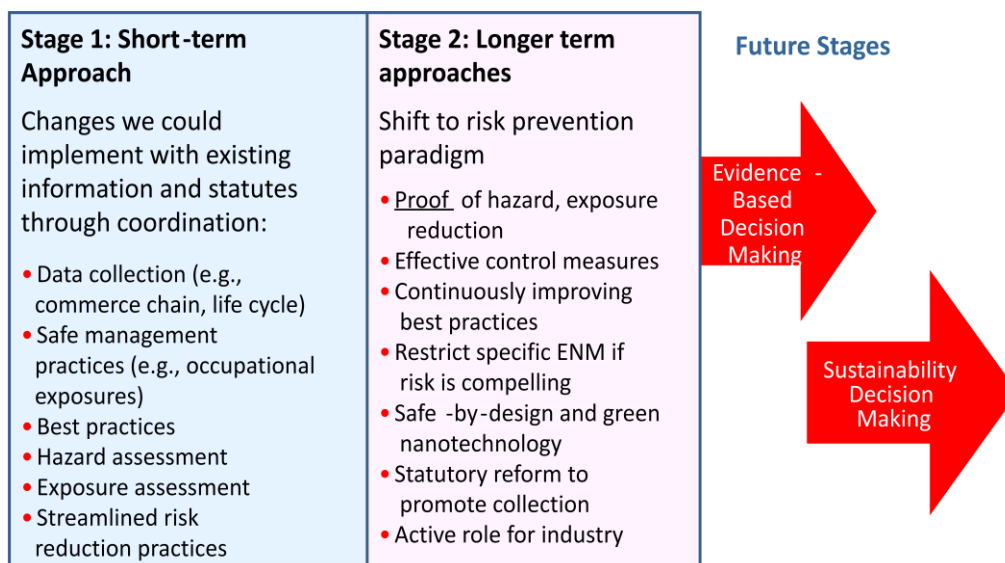 Stage 1: Short-term
Approach
Changes we could
implement with existing
information and statutes
through coordination:
• Data collection (e.g.,
commerce chain, life cycle)
• Safe management
practices (e.g., occupational
exposures)
• Best practices
• Hazard assessment
• Exposure assessment
• Streamlined risk
reduction practices
Stage 2: Longer term
approaches
Shift to risk prevention
paradigm
• Proof of hazard, exposure
reduction
• Effective control measures
• Continuously improving
best practices
• Restrict specific ENM if
risk is compelling
• Safe -by-design and green
nanotechnology
• Statutory reform to
promote collection
• Active role for industry
Future Stages
Evidence -
Based
Decision
Making
Sustainability
Decision
Making